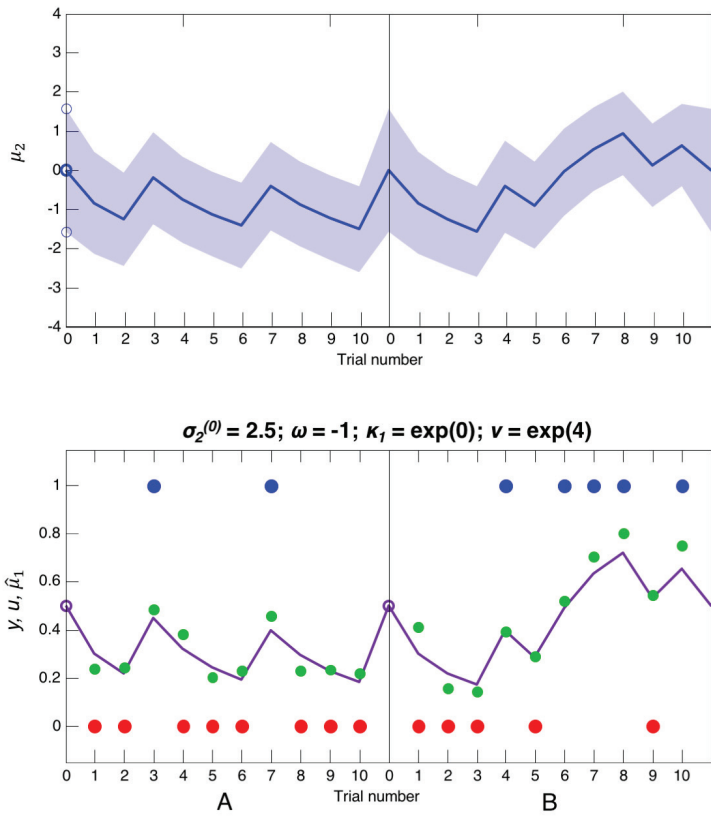 4
3
2
1
0
-1
-2
-3
-4
μ2
0 1 2 3 4 5 6 7 8 9 10 0 1 2 3 4 5 6 7 8 9 10
Trial number
σ2(0) = 2.5; ω = -1; κ1 = exp(0); v = exp(4)
1
0.8
0.6
0.4
0.2
0
y, u, μ̂1
0 1 2 3 4 5 6 7 8 9 10 0 1 2 3 4 5 6 7 8 9 10
A Trial number B